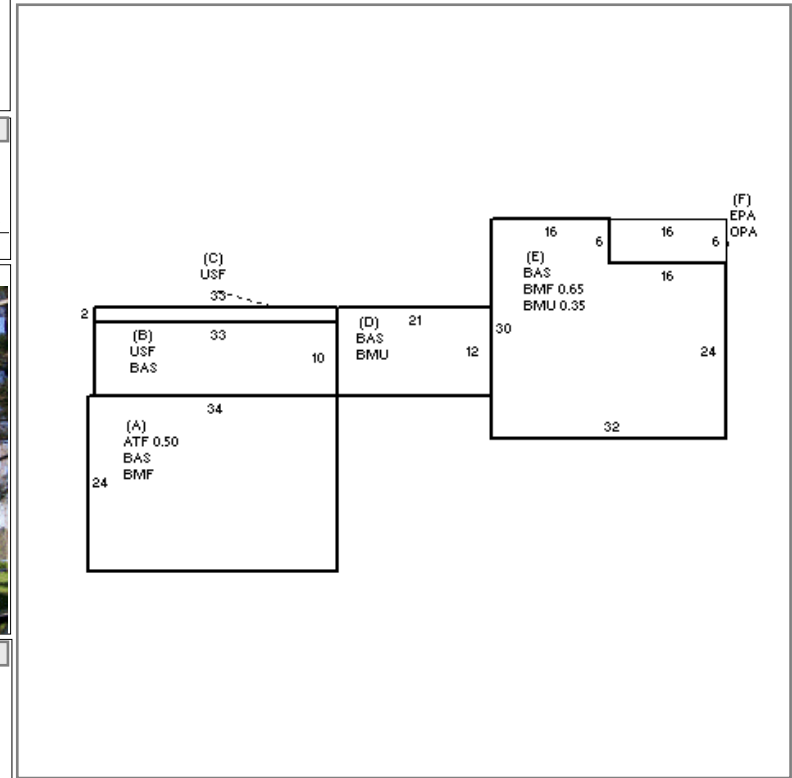 (F)
EPA
OPA
16
6
16
6
(E)
BAS
BMF 0.65
BMU 0.35
16
30
24
32
(C)
USF
33
2
(B)
USF
BAS
33
10
(D)
BAS
BMU
21
12
34
(A)
ATF 0.50
BAS
BMF
24